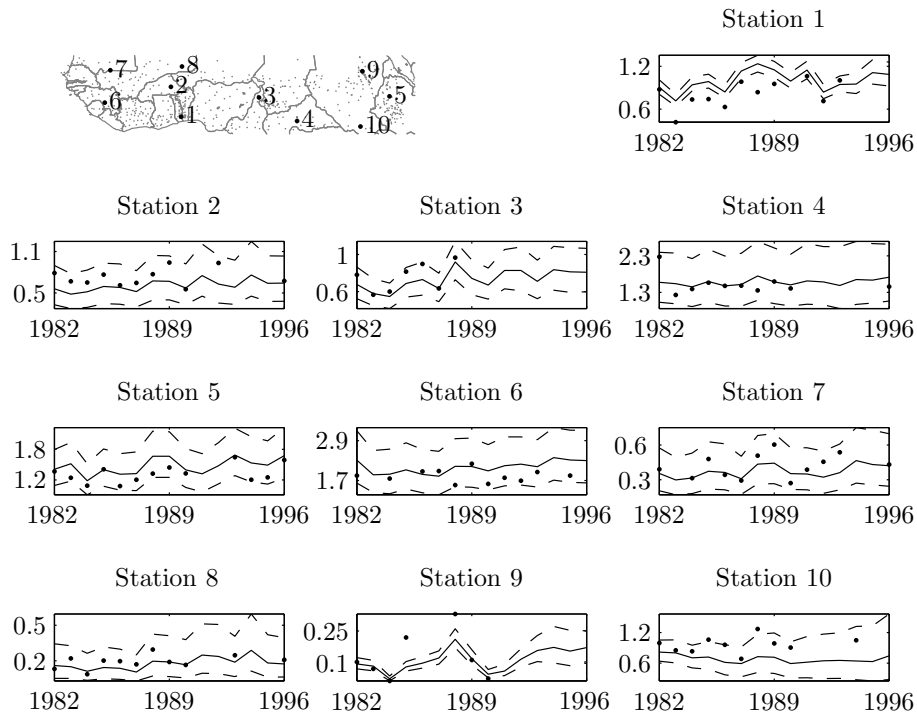 Station 1
7
8
2
9
5
6
3
1
4
10
1.2
0.6
1982 1989 1996
Station 2
1.1
0.5
1982 1989 1996
Station 3
1
0.6
1982 1989 1996
Station 4
2.3
1.3
1982 1989 1996
Station 5
1.8
1.2
1982 1989 1996
Station 6
2.9
1.7
1982 1989 1996
Station 7
0.6
0.3
1982 1989 1996
Station 8
0.5
0.2
1982 1989 1996
Station 9
0.25
0.1
1982 1989 1996
Station 10
1.2
0.6
1982 1989 1996